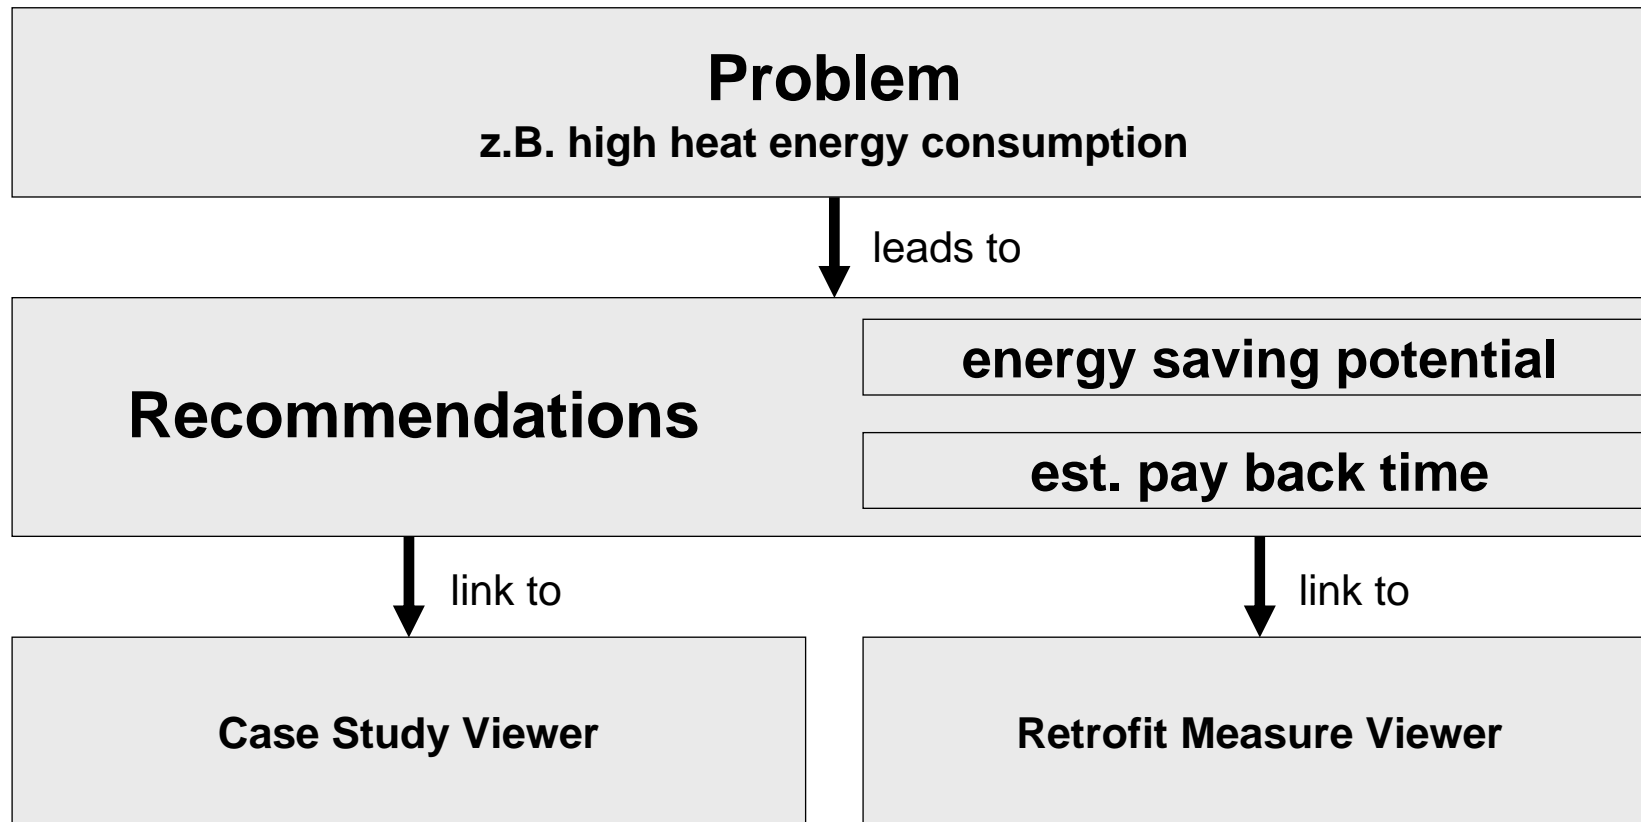 Problem
z.B. high heat energy consumption
leads to
Recommendations
energy saving potential
est. pay back time
link to
link to
Case Study Viewer
Retrofit Measure Viewer